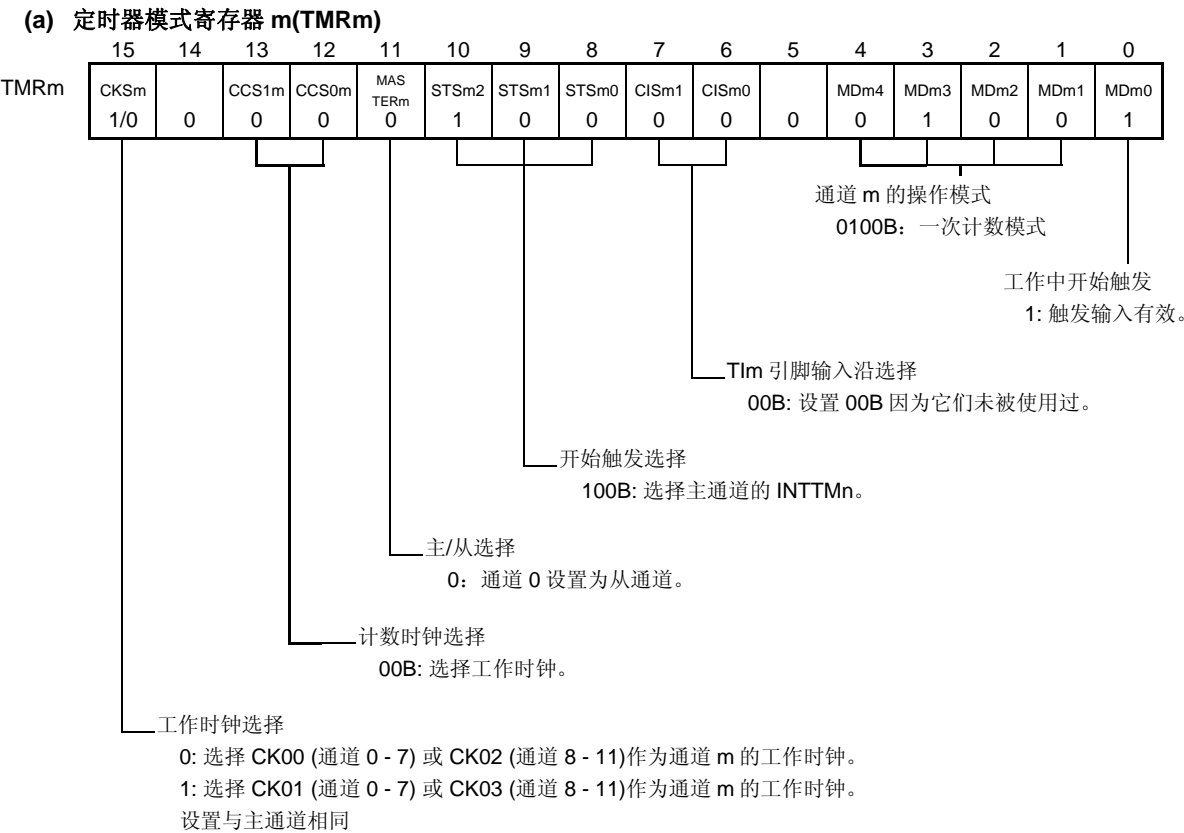 (a) 定时器模式寄存器 m(TMRm)
15 14 13 12 11 10 9 8 7 6 5 4 3 2 1 0
TMRm CKSm CCS1m CCS0m MAS TERm STSm2 STSm1 STSm0 CISm1 CISm0 MDm4 MDm3 MDm2 MDm1 MDm0
1/0 0 0 0 0 1 0 0 0 0 0 0 1 0 0 1
通道 m 的操作模式
0100B：一次计数模式
工作中开始触发
1: 触发输入有效。
TIm 引脚输入沿选择
00B: 设置 00B 因为它们未被使用过。
开始触发选择
100B: 选择主通道的 INTTMn。
主/从选择
0：通道 0 设置为从通道。
计数时钟选择
00B: 选择工作时钟。
工作时钟选择
0: 选择 CK00 (通道 0 - 7) 或 CK02 (通道 8 - 11)作为通道 m 的工作时钟。
1: 选择 CK01 (通道 0 - 7) 或 CK03 (通道 8 - 11)作为通道 m 的工作时钟。
设置与主通道相同